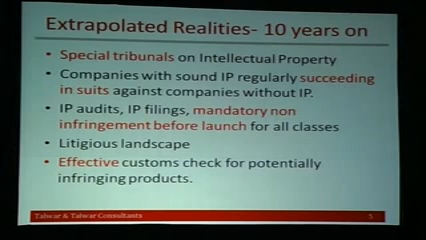 Extrapolated Realities- 10 years on
• Special tribunals on Intellectual Property
• Companies with sound IP regularly succeeding
in suits against companies without IP.
• IP audits, IP filings, mandatory non
infringement before launch for all classes
• Litigious landscape
• Effective customs check for potentially
infringing products.
Talwar & Talwar Consultants
5